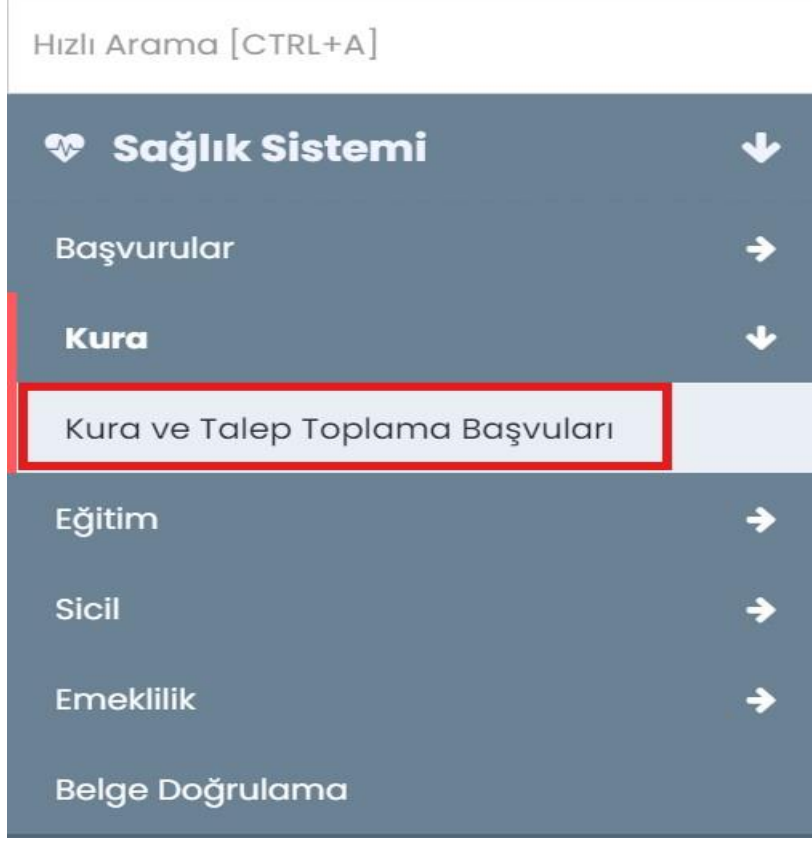 Hızlı Arama [CTRL+A]
Sağlık Sistemi
Başvurular
Kura
Kura ve Talep Toplama Başvuları
Eğitim
Sicil
Emeklilik
Belge Doğrulama